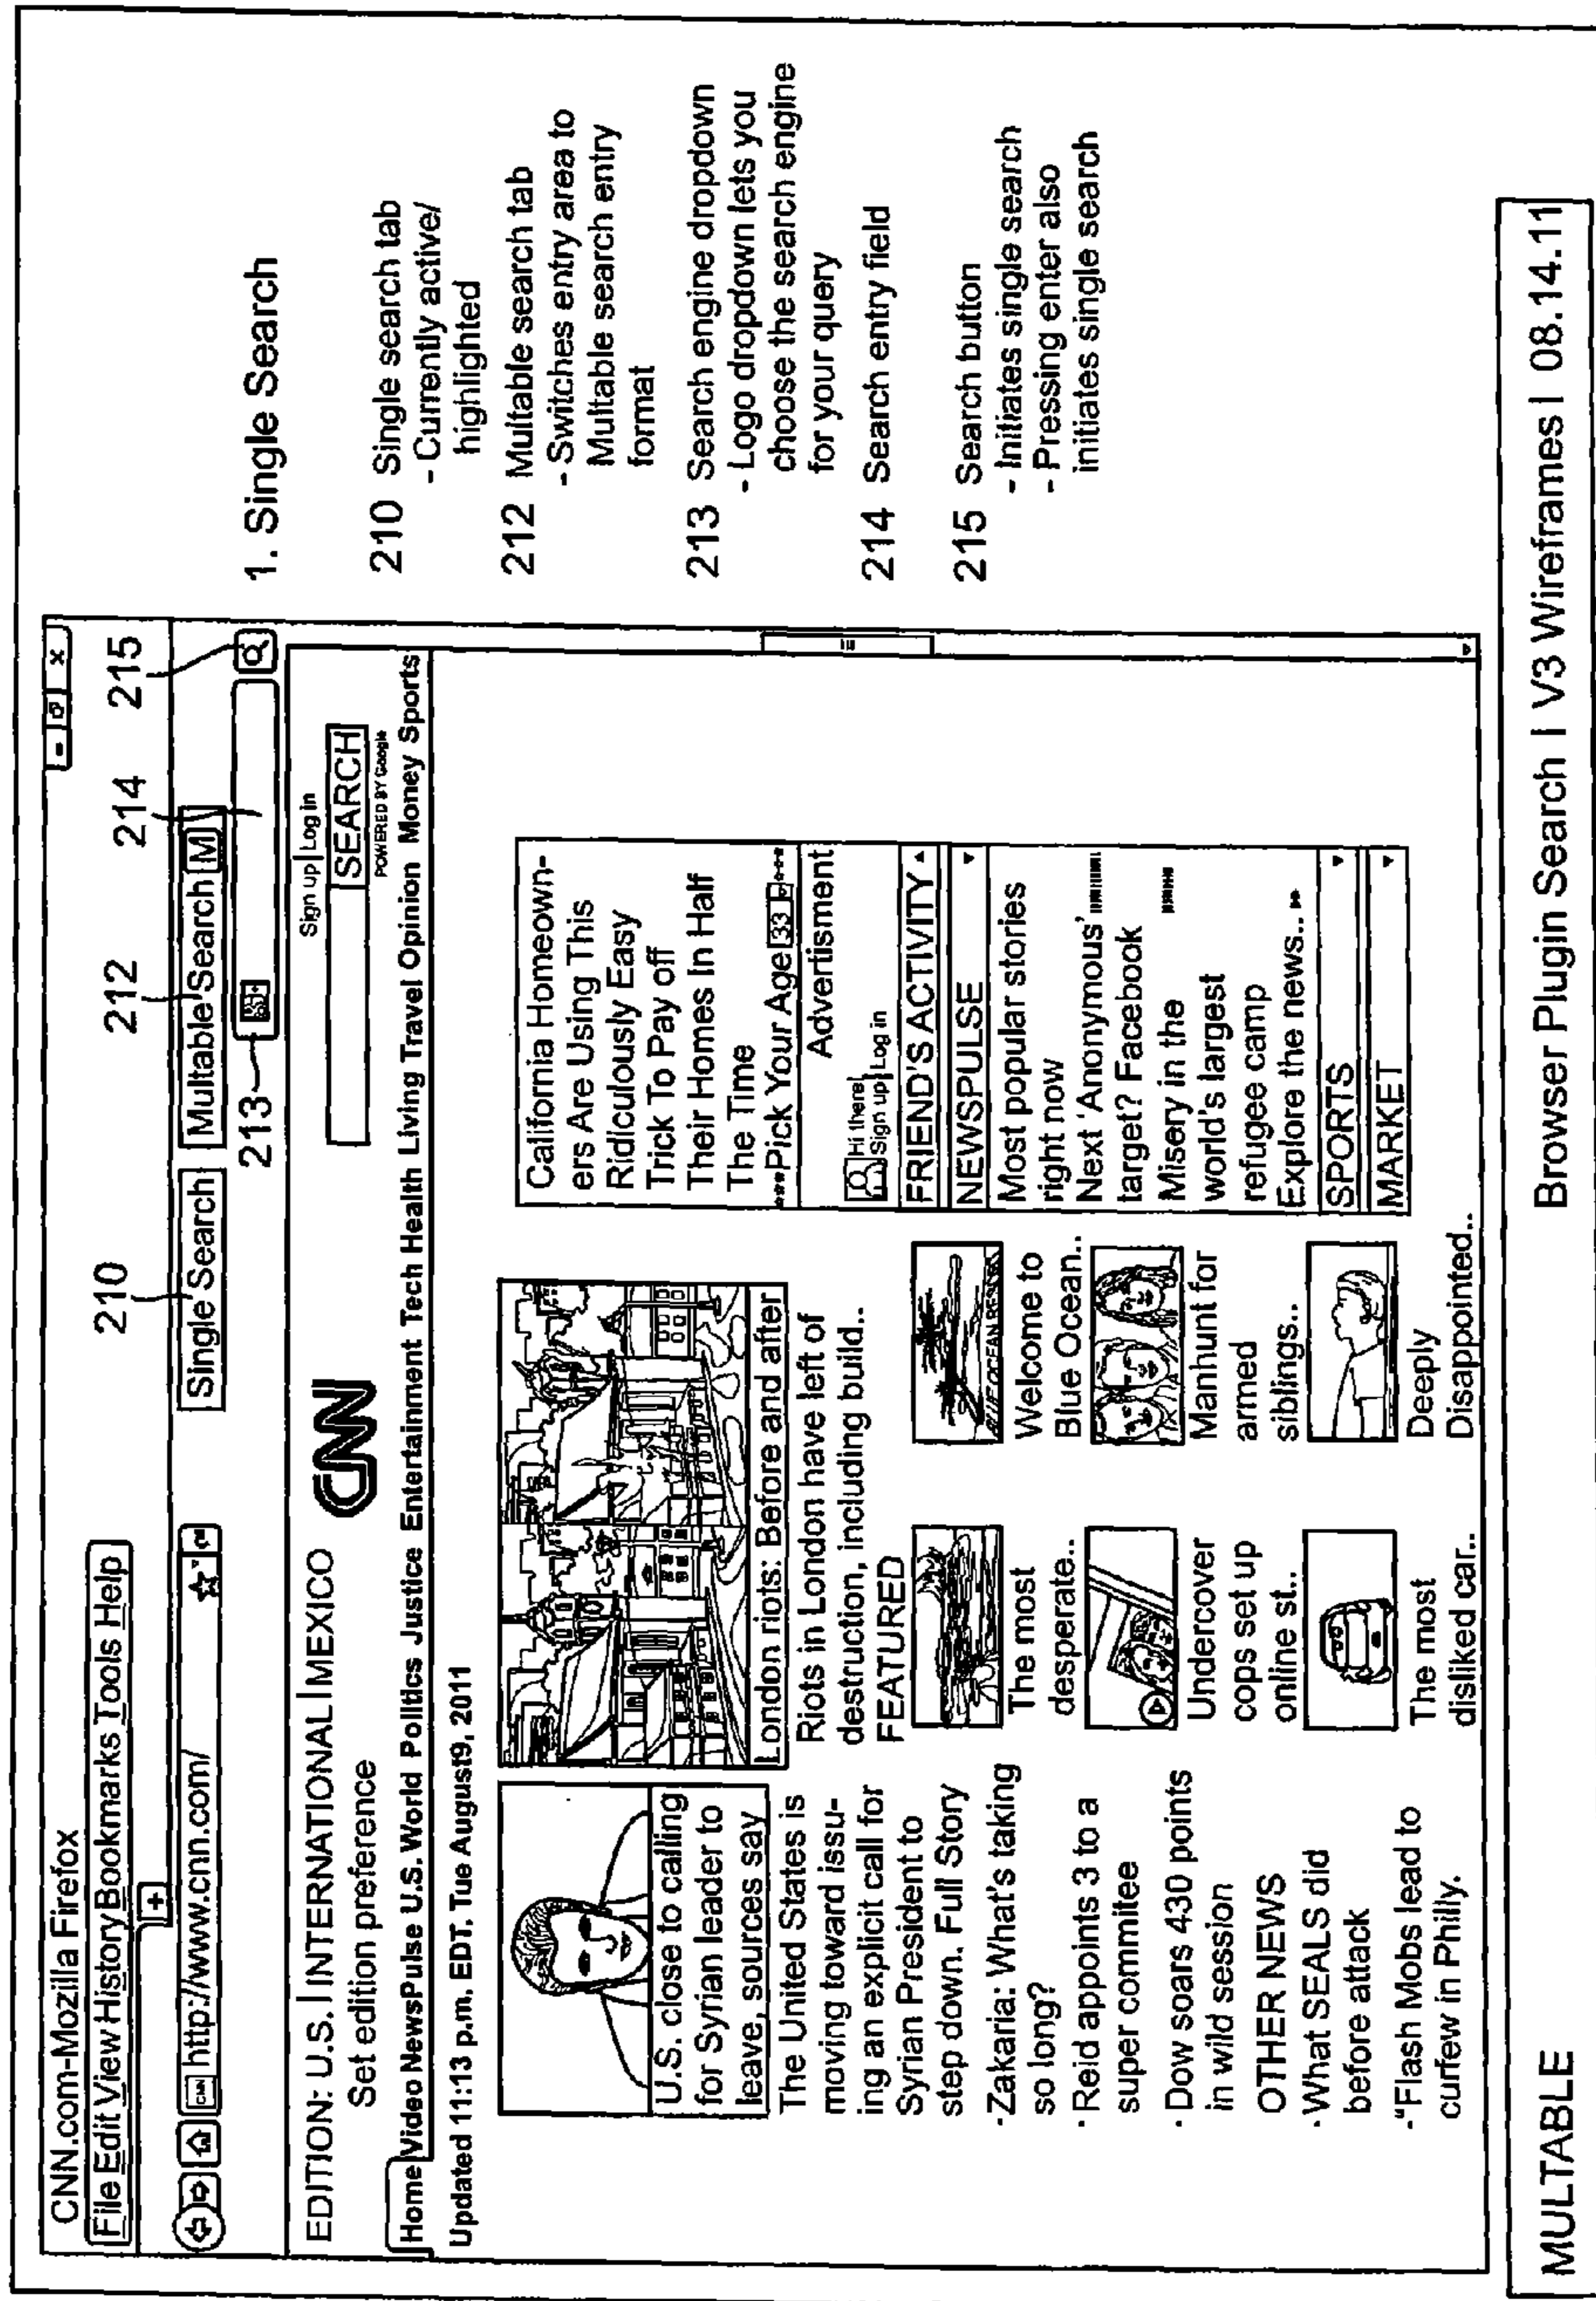 CNN.com-Mozilla Firefox
File Edit View History Bookmarks Tools Help
+
CNN http://www.cnn.com/
210
212
214
215
Single Search
Multable Search M
213
EDITION: U.S. | INTERNATIONAL | MEXICO
Set edition preference
CNN
Sign up | Log in
SEARCH
POWERED BY Google
Home Video NewsPulse U.S. World Politics Justice Entertainment Tech Health Living Travel Opinion Money Sports
Updated 11:13 p.m. EDT. Tue August9, 2011
U.S. close to calling
for Syrian leader to
leave, sources say
The United States is
moving toward issu-
ing an explicit call for
Syrian President to
step down. Full Story
·Zakaria: What's taking
so long?
· Reid appoints 3 to a
super commitee
· Dow soars 430 points
in wild session
OTHER NEWS
·What SEALS did
before attack
·"Flash Mobs lead to
curfew in Philly.
London riots: Before and after
Riots in London have left of
destruction, including build..
FEATURED
The most
desperate..
BLUE OCEAN
Welcome to
Blue Ocean..
Undercover
cops set up
online st..
Manhunt for
armed
siblings..
The most
disliked car..
Deeply
Disappointed..
California Homeown-
ers Are Using This
Ridiculously Easy
Trick To Pay off
Their Homes In Half
The Time
***Pick Your Age 33 ***
Advertisment
Hi there!
Sign up | Log in
FRIEND'S ACTIVITY
NEWSPULSE
Most popular stories
right now
Next 'Anonymous'
target? Facebook
Misery in the
world's largest
refugee camp
Explore the news..
SPORTS
MARKET
1. Single Search
210 Single search tab
- Currently active/
highlighted
212 Multable search tab
- Switches entry area to
Multable search entry
format
213 Search engine dropdown
- Logo dropdown lets you
choose the search engine
for your query
214 Search entry field
215 Search button
- Initiates single search
- Pressing enter also
initiates single search
MULTABLE
Browser Plugin Search | V3 Wireframes | 08.14.11